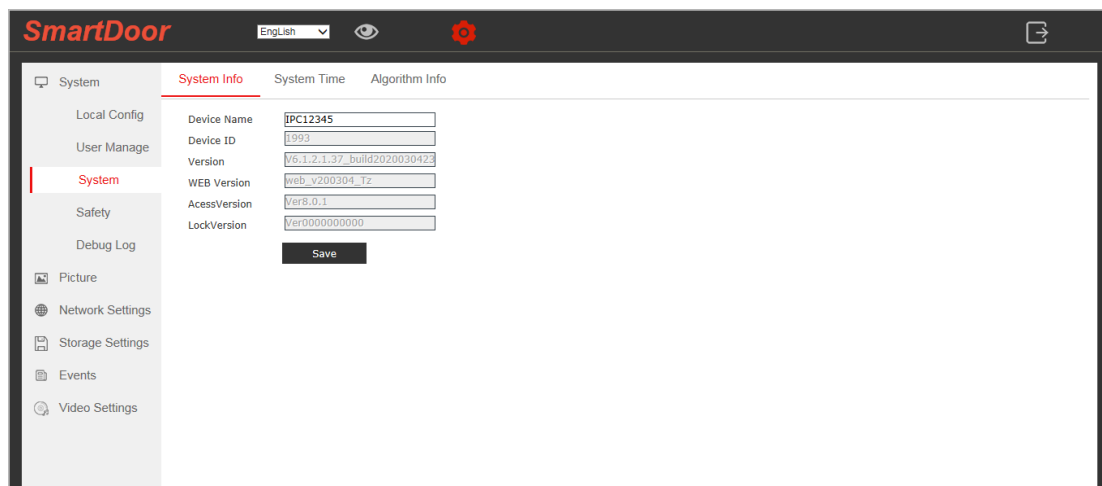 SmartDoor EngLish
System
Local Config
User Manage
System
Safety
Debug Log
Picture
Network Settings
Storage Settings
Events
Video Settings
System Info System Time Algorithm Info
Device Name IPC12345
Device ID 1993
Version V6.1.2.1.37_build2020030423
WEB Version web_v200304_Tz
AcessVersion Ver8.0.1
LockVersion Ver0000000000
Save